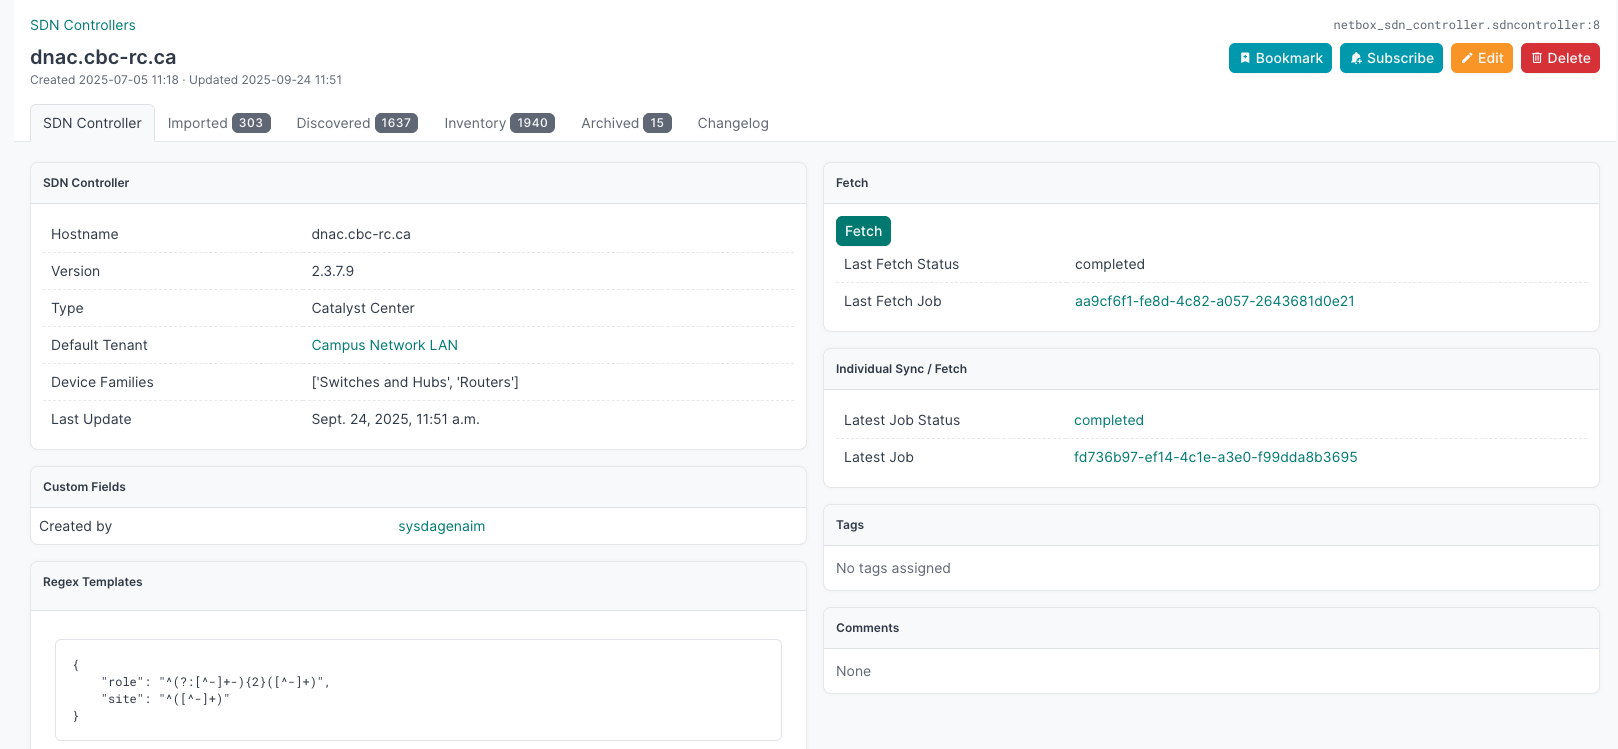 SDN Controllers
netbox_sdn_controller.sdncontroller:8
dnac.cbc-rc.ca
Created 2025-07-05 11:18 · Updated 2025-09-24 11:51
Bookmark Subscribe Edit Delete
SDN Controller Imported 303 Discovered 1637 Inventory 1940 Archived 15 Changelog
SDN Controller
Hostname dnac.cbc-rc.ca
Version 2.3.7.9
Type Catalyst Center
Default Tenant Campus Network LAN
Device Families ['Switches and Hubs', 'Routers']
Last Update Sept. 24, 2025, 11:51 a.m.
Custom Fields
Created by sysdagenaim
Regex Templates
{
"role": "^(?:[^-]+-){2}([^-]+)",
"site": "^([^-]+)"
}
Fetch
Fetch
Last Fetch Status completed
Last Fetch Job aa9cf6f1-fe8d-4c82-a057-2643681d0e21
Individual Sync / Fetch
Latest Job Status completed
Latest Job fd736b97-ef14-4c1e-a3e0-f99dda8b3695
Tags
No tags assigned
Comments
None